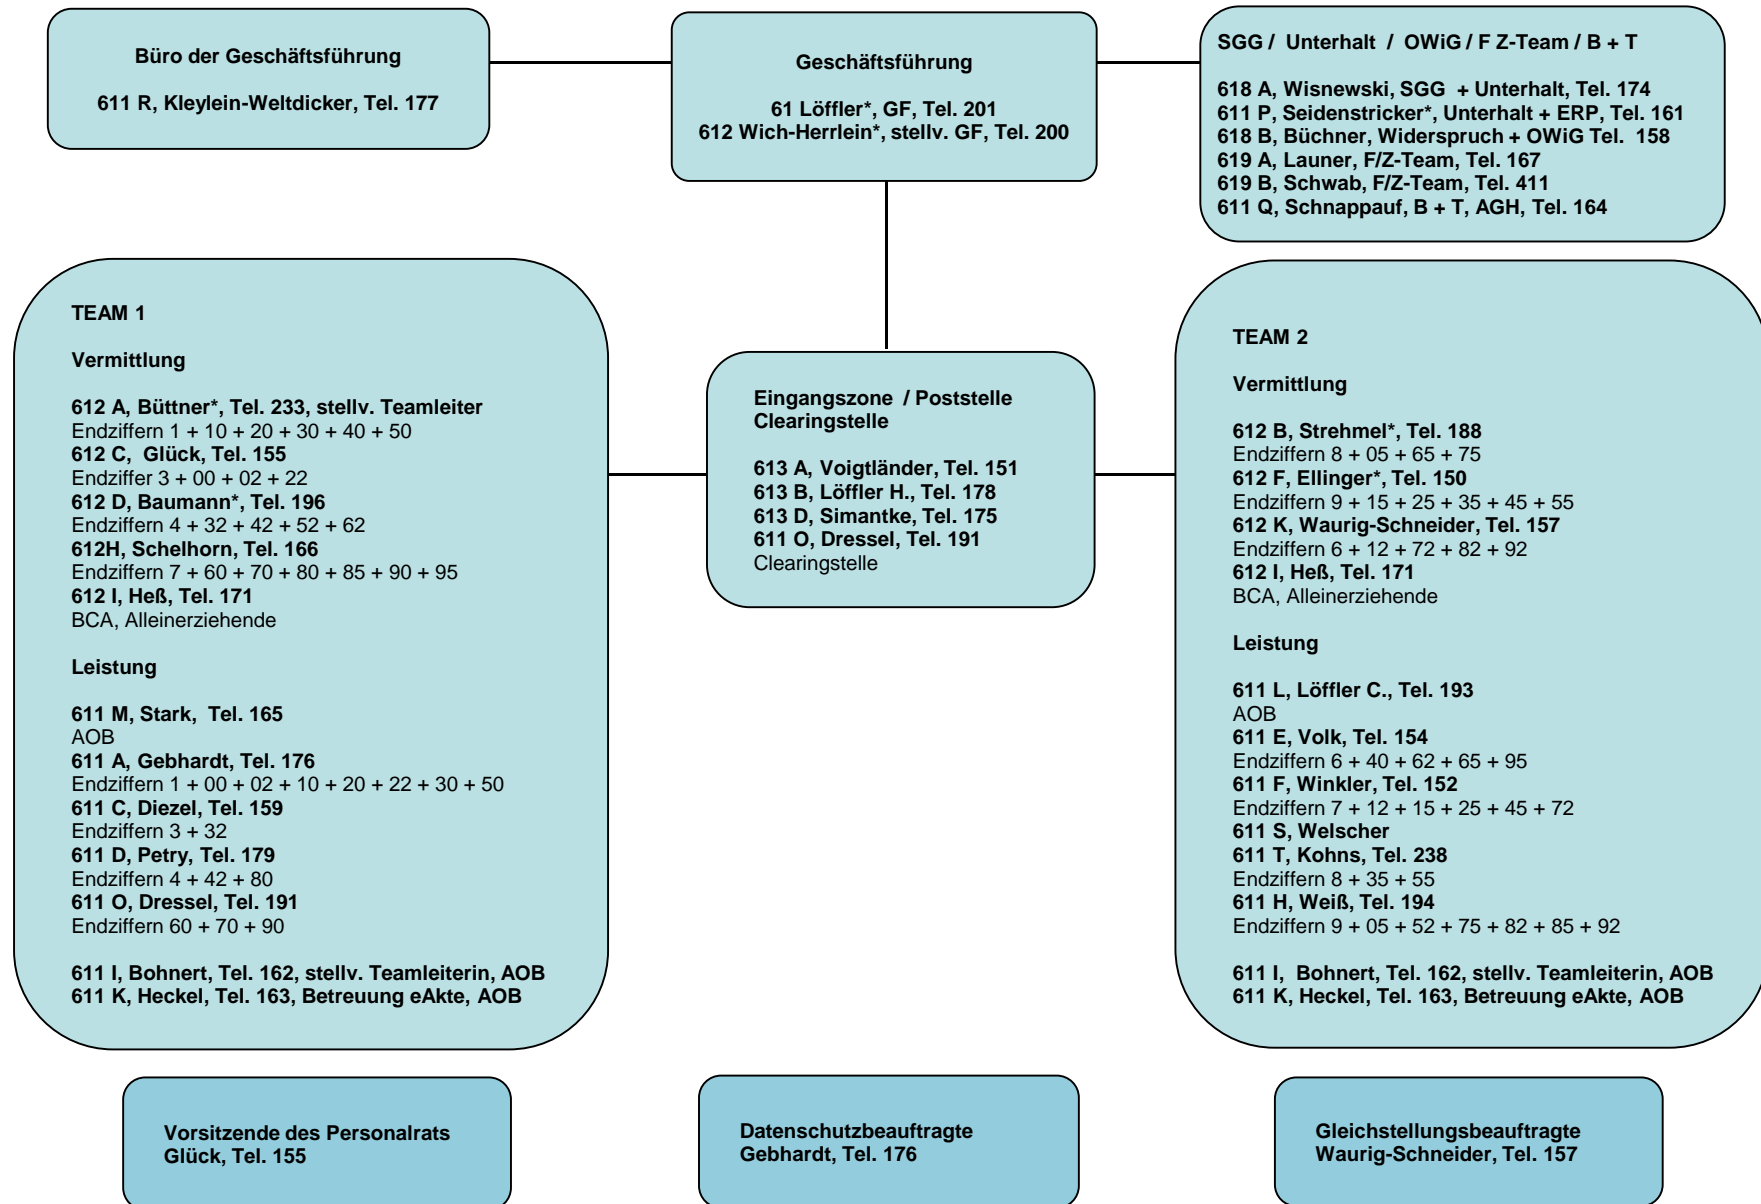 Büro der Geschäftsführung
611 R, Kleylein-Weltdicker, Tel. 177
Geschäftsführung
61 Löffler*, GF, Tel. 201
612 Wich-Herrlein*, stellv. GF, Tel. 200
SGG / Unterhalt / OWiG / F Z-Team / B + T
618 A, Wisnewski, SGG + Unterhalt, Tel. 174
611 P, Seidenstricker*, Unterhalt + ERP, Tel. 161
618 B, Büchner, Widerspruch + OWiG Tel. 158
619 A, Launer, F/Z-Team, Tel. 167
619 B, Schwab, F/Z-Team, Tel. 411
611 Q, Schnappauf, B + T, AGH, Tel. 164
TEAM 1
Vermittlung
612 A, Büttner*, Tel. 233, stellv. Teamleiter
Endziffern 1 + 10 + 20 + 30 + 40 + 50
612 C, Glück, Tel. 155
Endziffer 3 + 00 + 02 + 22
612 D, Baumann*, Tel. 196
Endziffern 4 + 32 + 42 + 52 + 62
612H, Schelhorn, Tel. 166
Endziffern 7 + 60 + 70 + 80 + 85 + 90 + 95
612 I, Heß, Tel. 171
BCA, Alleinerziehende
Leistung
611 M, Stark, Tel. 165
AOB
611 A, Gebhardt, Tel. 176
Endziffern 1 + 00 + 02 + 10 + 20 + 22 + 30 + 50
611 C, Diezel, Tel. 159
Endziffern 3 + 32
611 D, Petry, Tel. 179
Endziffern 4 + 42 + 80
611 O, Dressel, Tel. 191
Endziffern 60 + 70 + 90
611 I, Bohnert, Tel. 162, stellv. Teamleiterin, AOB
611 K, Heckel, Tel. 163, Betreuung eAkte, AOB
Eingangszone / Poststelle
Clearingstelle
613 A, Voigtländer, Tel. 151
613 B, Löffler H., Tel. 178
613 D, Simantke, Tel. 175
611 O, Dressel, Tel. 191
Clearingstelle
TEAM 2
Vermittlung
612 B, Strehmel*, Tel. 188
Endziffern 8 + 05 + 65 + 75
612 F, Ellinger*, Tel. 150
Endziffern 9 + 15 + 25 + 35 + 45 + 55
612 K, Waurig-Schneider, Tel. 157
Endziffern 6 + 12 + 72 + 82 + 92
612 I, Heß, Tel. 171
BCA, Alleinerziehende
Leistung
611 L, Löffler C., Tel. 193
AOB
611 E, Volk, Tel. 154
Endziffern 6 + 40 + 62 + 65 + 95
611 F, Winkler, Tel. 152
Endziffern 7 + 12 + 15 + 25 + 45 + 72
611 S, Welscher
611 T, Kohns, Tel. 238
Endziffern 8 + 35 + 55
611 H, Weiß, Tel. 194
Endziffern 9 + 05 + 52 + 75 + 82 + 85 + 92
611 I, Bohnert, Tel. 162, stellv. Teamleiterin, AOB
611 K, Heckel, Tel. 163, Betreuung eAkte, AOB
Vorsitzende des Personalrats
Glück, Tel. 155
Datenschutzbeauftragte
Gebhardt, Tel. 176
Gleichstellungsbeauftragte
Waurig-Schneider, Tel. 157